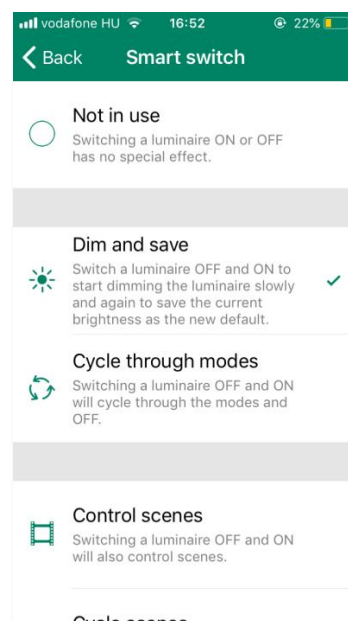 vodafone HU 16:52 22%
Back Smart switch
Not in use
Switching a luminaire ON or OFF
has no special effect.
Dim and save
Switch a luminaire OFF and ON to
start dimming the luminaire slowly
and again to save the current
brightness as the new default.
Cycle through modes
Switching a luminaire OFF and ON
will cycle through the modes and
OFF.
Control scenes
Switching a luminaire OFF and ON
will also control scenes.
Cycle scenes